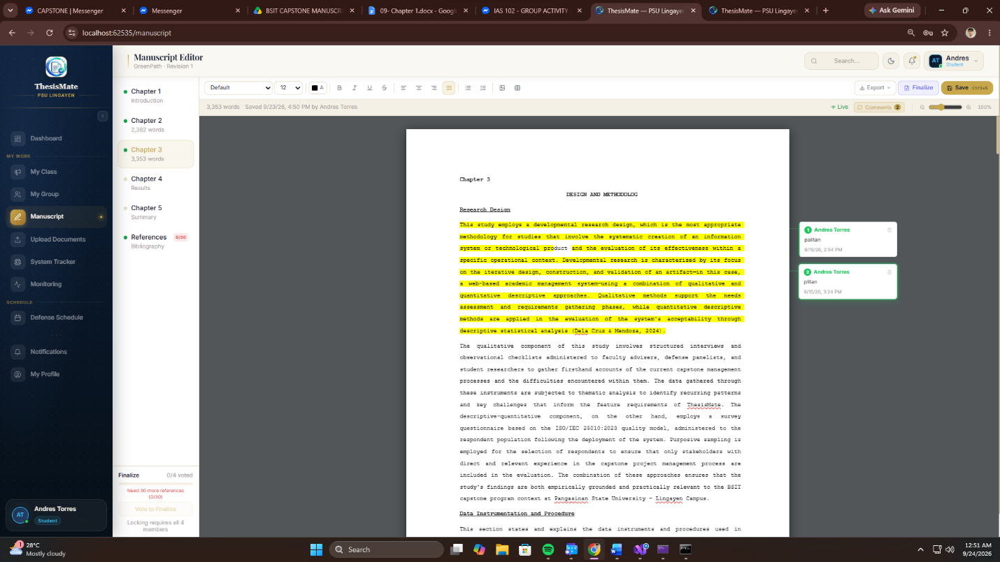 CAPSTONE | Messenger
Messenger
BSIT CAPSTONE MANUSCR
09- Chapter 1.docx - Google
IAS 102 - GROUP ACTIVITY
ThesisMate — PSU Lingayen
ThesisMate — PSU Lingaye
Ask Gemini
localhost:62535/manuscript
ThesisMate
PSU LINGAYEN
Dashboard
MY WORK
My Class
My Group
Manuscript
Upload Documents
System Tracker
Monitoring
SCHEDULE
Defense Schedule
Notifications
My Profile
AT
Andres Torres
Student
Manuscript Editor
GreenPath · Revision 1
Search...
AT
Andres
Student
Chapter 1
Introduction
Chapter 2
2,382 words
Chapter 3
3,353 words
Chapter 4
Results
Chapter 5
Summary
References
0/30
Bibliography
Finalize
0/4 voted
Need 30 more references
(0/30)
Vote to Finalize
Locking requires all 4
members
Default
12
A
B
I
U
S
Export
Finalize
Save Ctrl+S
3,353 words Saved 9/23/26, 4:50 PM by Andres Torres
Live
Comments 2
100%
Chapter 3
DESIGN AND METHODOLOG
Research Design
This study employs a developmental research design, which is the most appropriate
methodology for studies that involve the systematic creation of an information
system or technological product and the evaluation of its effectiveness within a
specific operational context. Developmental research is characterized by its focus
on the iterative design, construction, and validation of an artifact—in this case,
a web-based academic management system—using a combination of qualitative and
quantitative descriptive approaches. Qualitative methods support the needs
assessment and requirements gathering phases, while quantitative descriptive
methods are applied in the evaluation of the system's acceptability through
descriptive statistical analysis (Dela Cruz & Mendoza, 2024).
The qualitative component of this study involves structured interviews and
observational checklists administered to faculty advisers, defense panelists, and
student researchers to gather firsthand accounts of the current capstone management
processes and the difficulties encountered within them. The data gathered through
these instruments are subjected to thematic analysis to identify recurring patterns
and key challenges that inform the feature requirements of ThesisMate. The
descriptive-quantitative component, on the other hand, employs a survey
questionnaire based on the ISO/IEC 25010:2023 quality model, administered to the
respondent population following the deployment of the system. Purposive sampling is
employed for the selection of respondents to ensure that only stakeholders with
direct and relevant experience in the capstone project management process are
included in the evaluation. The combination of these approaches ensures that the
study's findings are both empirically grounded and practically relevant to the BSIT
capstone program context at Pangasinan State University – Lingayen Campus.
Data Instrumentation and Procedure
This section states and explains the data instruments and procedures used in
1 Andres Torres
palitan
9/15/26, 2:54 PM
2 Andres Torres
plitan
9/15/26, 3:24 PM
1
28°C
Mostly cloudy
Search
12:51 AM
9/24/2026